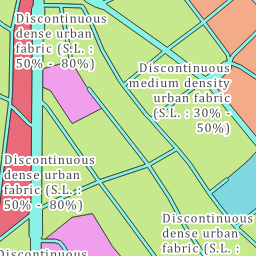 Discontinuous
dense urban
fabric (S.L. :
50% -  80%)
Discontinuous
medium density
urban fabric
(S.L. : 30% -
50%)
Discontinuous
dense urban
fabric (S.L. :
50% -  80%)
Discontinuous
dense urban
fabric (S.L. :
Discontinuous